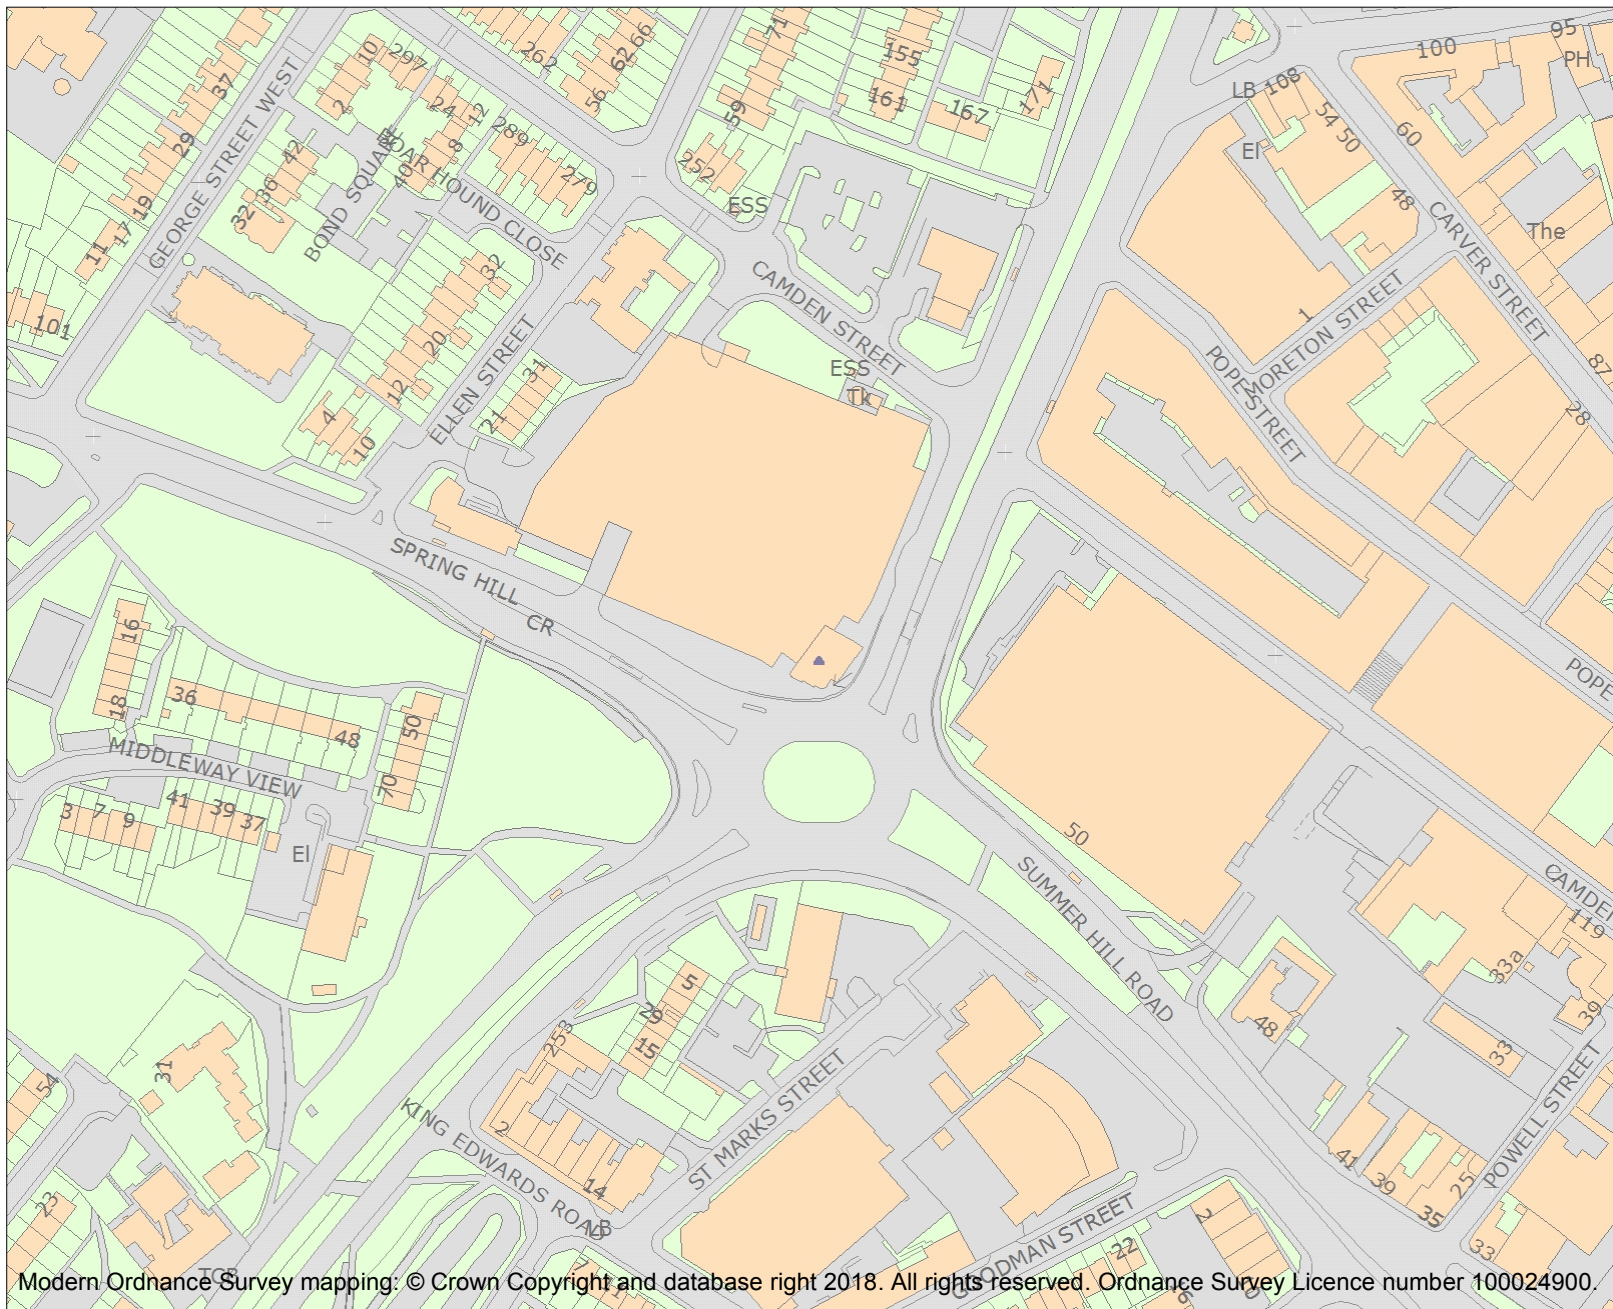 95
100
PH
71
10
297
66
262
62
155
LB 108
37
2
24
12
56
59
161
167
171
54
50
60
GEORGE STREET WEST
29
42
BOND SQUARE
BOAR HOUND CLOSE
8
289
279
252
El
36
40
32
19
17
11
ESS
48
CARVER STREET
The
32
CAMDEN STREET
101
20
ELLEN STREET
31
ESS
Tk
1
MORETON STREET
POPE STREET
87
28
12
4
10
21
SPRING HILL
CR
16
18
36
48
50
70
POPE
MIDDLEWAY VIEW
3
7
9
41
39
37
El
50
SUMMER HILL ROAD
CAMDEN
119
33a
39
5
29
15
253
48
33
31
54
ST MARKS STREET
POWELL STREET
KING EDWARDS ROAD
2
14
LB
41
39
35
25
33
23
GOODMAN STREET
2
22
7
11
TCB
Modern Ordnance Survey mapping: © Crown Copyright and database right 2018. All rights reserved. Ordnance Survey Licence number 100024900.